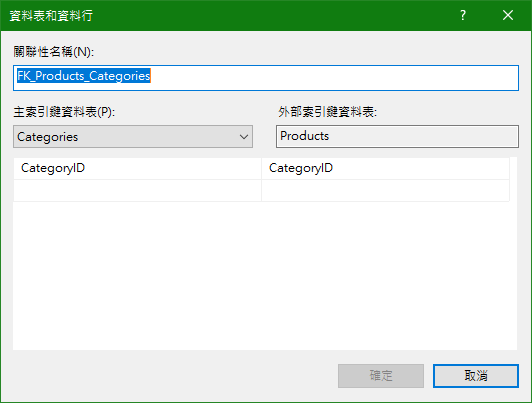 資料表和資料行
?
關聯性名稱(N):
FK_Products_Categories
主索引鍵資料表(P): 外部索引鍵資料表:
Categories Products
CategoryID CategoryID
確定 取消